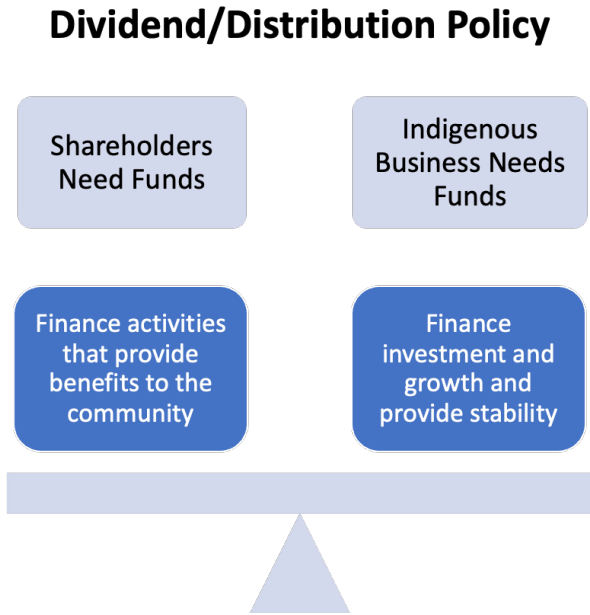 Dividend/Distribution Policy
Shareholders
Need Funds
Indigenous
Business Needs
Funds
Finance activities
that provide
benefits to the
community
Finance
investment and
growth and
provide stability